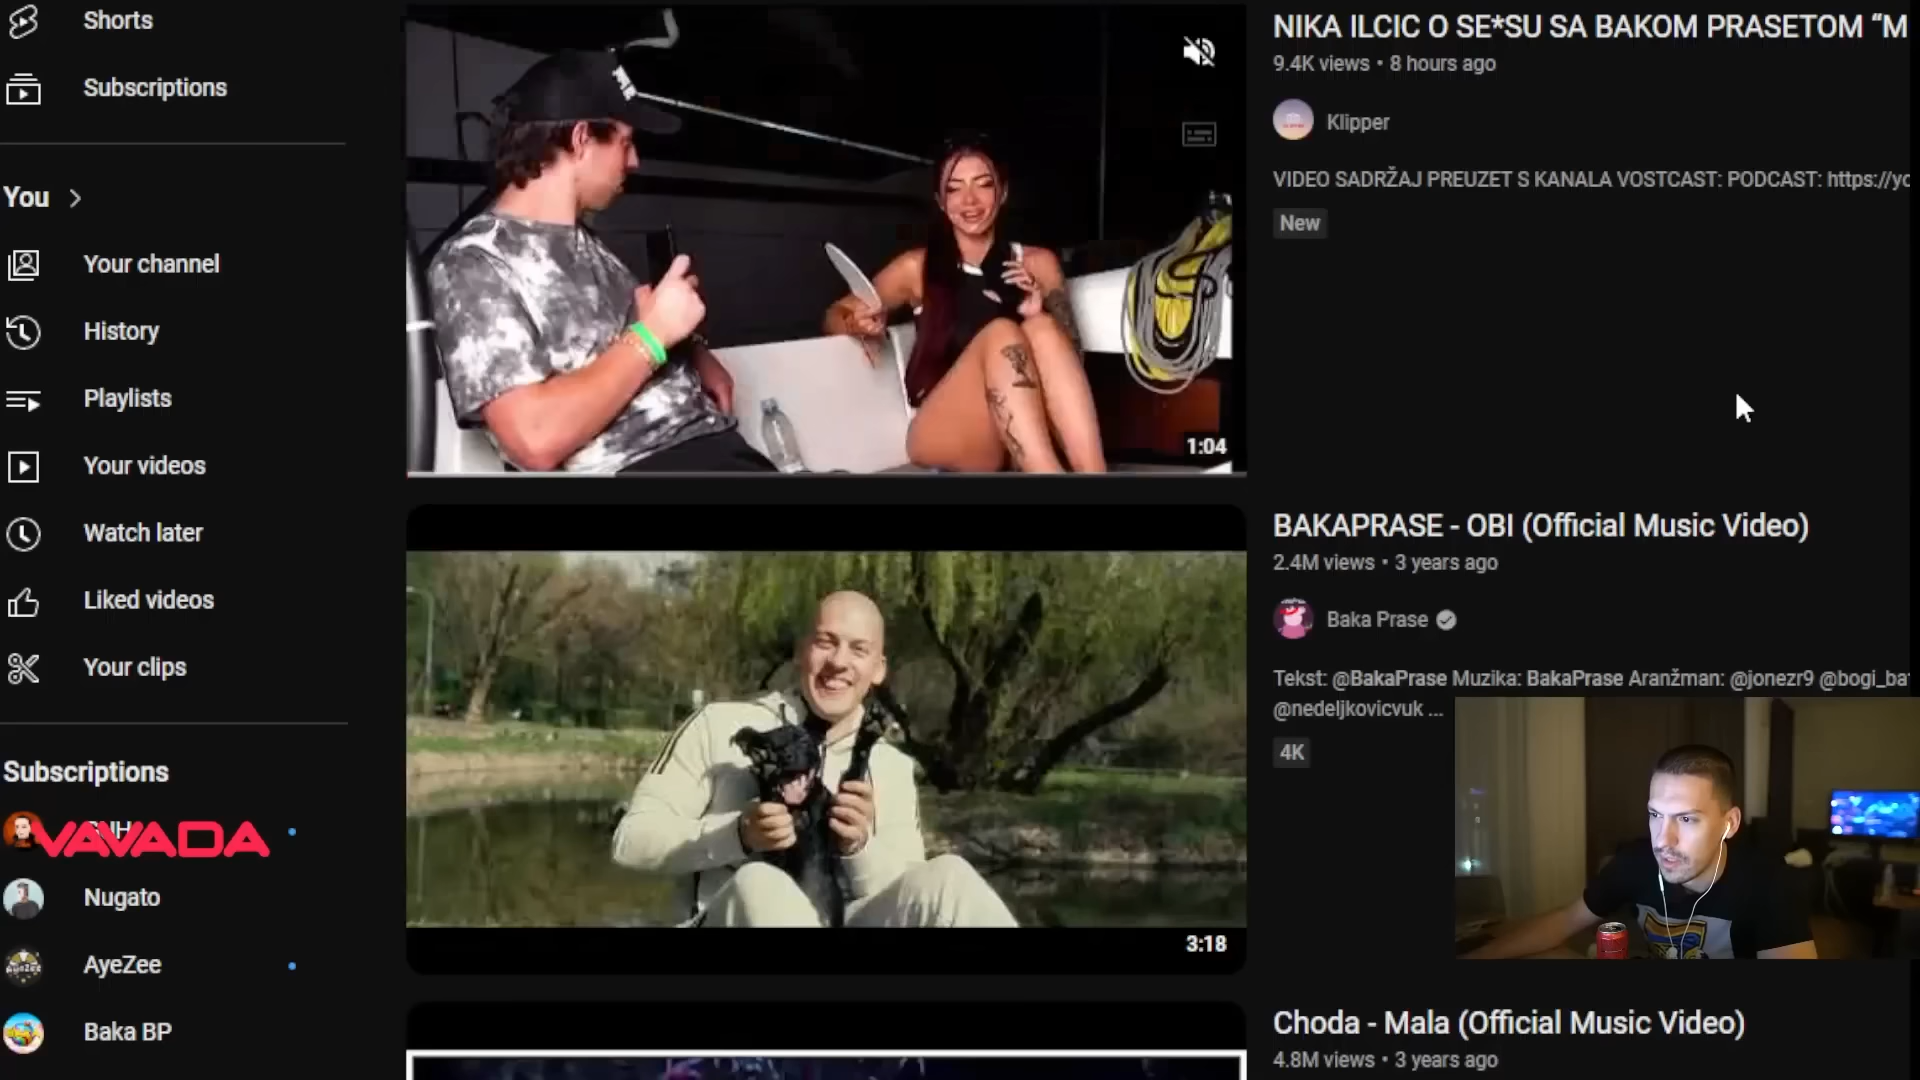 Shorts
Subscriptions
You
Your channel
History
Playlists
Your videos
Watch later
Liked videos
Your clips
Subscriptions
VAVADA
Nugato
AyeZee
Baka BP
1:04
NIKA ILCIC O SE*SU SA BAKOM PRASETOM “M
9.4K views • 8 hours ago
Klipper
VIDEO SADRŽAJ PREUZET S KANALA VOSTCAST: PODCAST: https://yo
New
3:18
BAKAPRASE - OBI (Official Music Video)
2.4M views • 3 years ago
Baka Prase
Tekst: @BakaPrase Muzika: BakaPrase Aranžman: @jonezr9 @bogi_ba
@nedeljkovicvuk ...
4K
Choda - Mala (Official Music Video)
4.8M views • 3 years ago